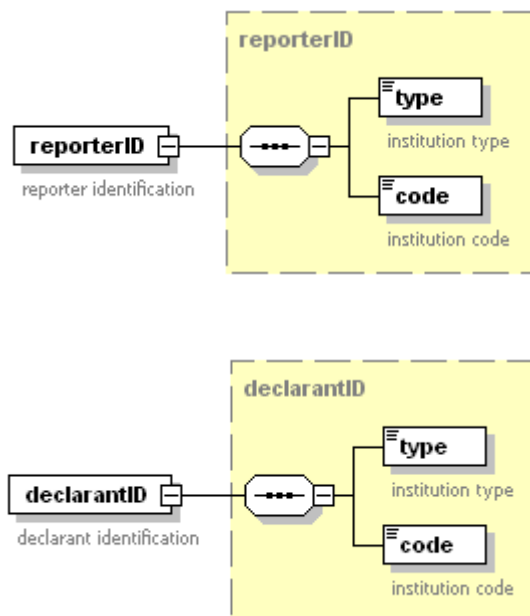 reporterID
type
institution type
reporterID
reporter identification
code
institution code
declarantID
type
institution type
declarantID
declarant identification
code
institution code